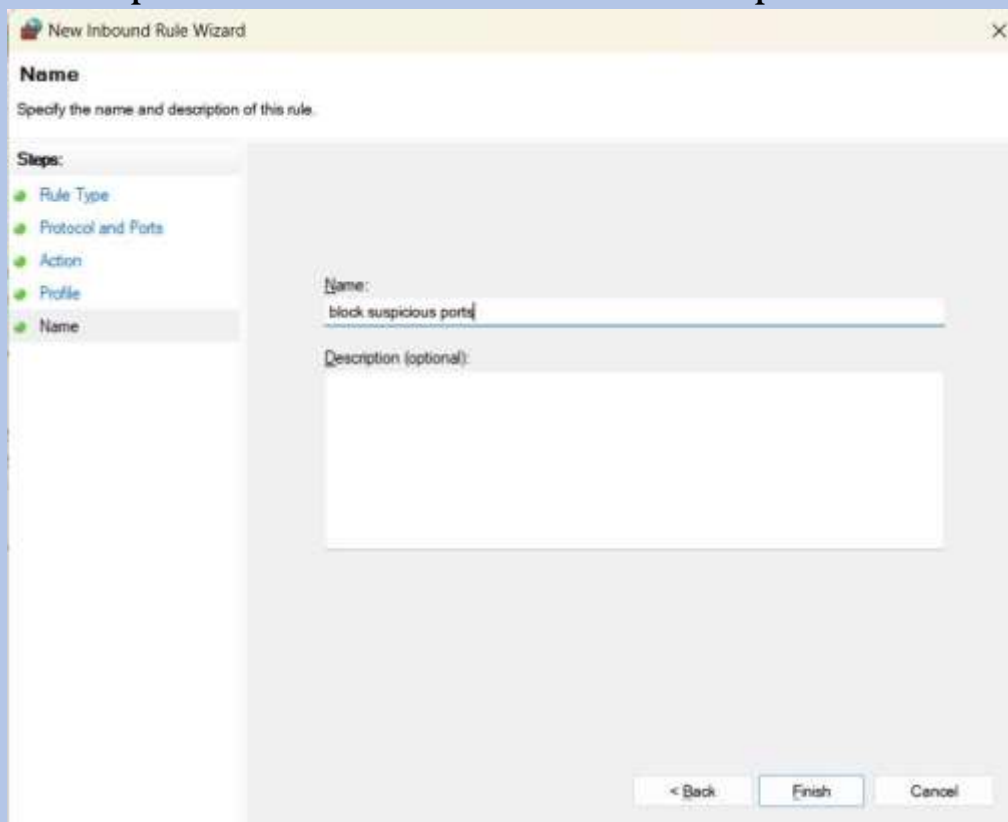 New Inbound Rule Wizard
Name
Specify the name and description of this rule.
Steps:
Rule Type
Protocol and Ports
Action
Profile
Name
Name:
block suspicious ports
Description (optional):
< Back
Finish
Cancel